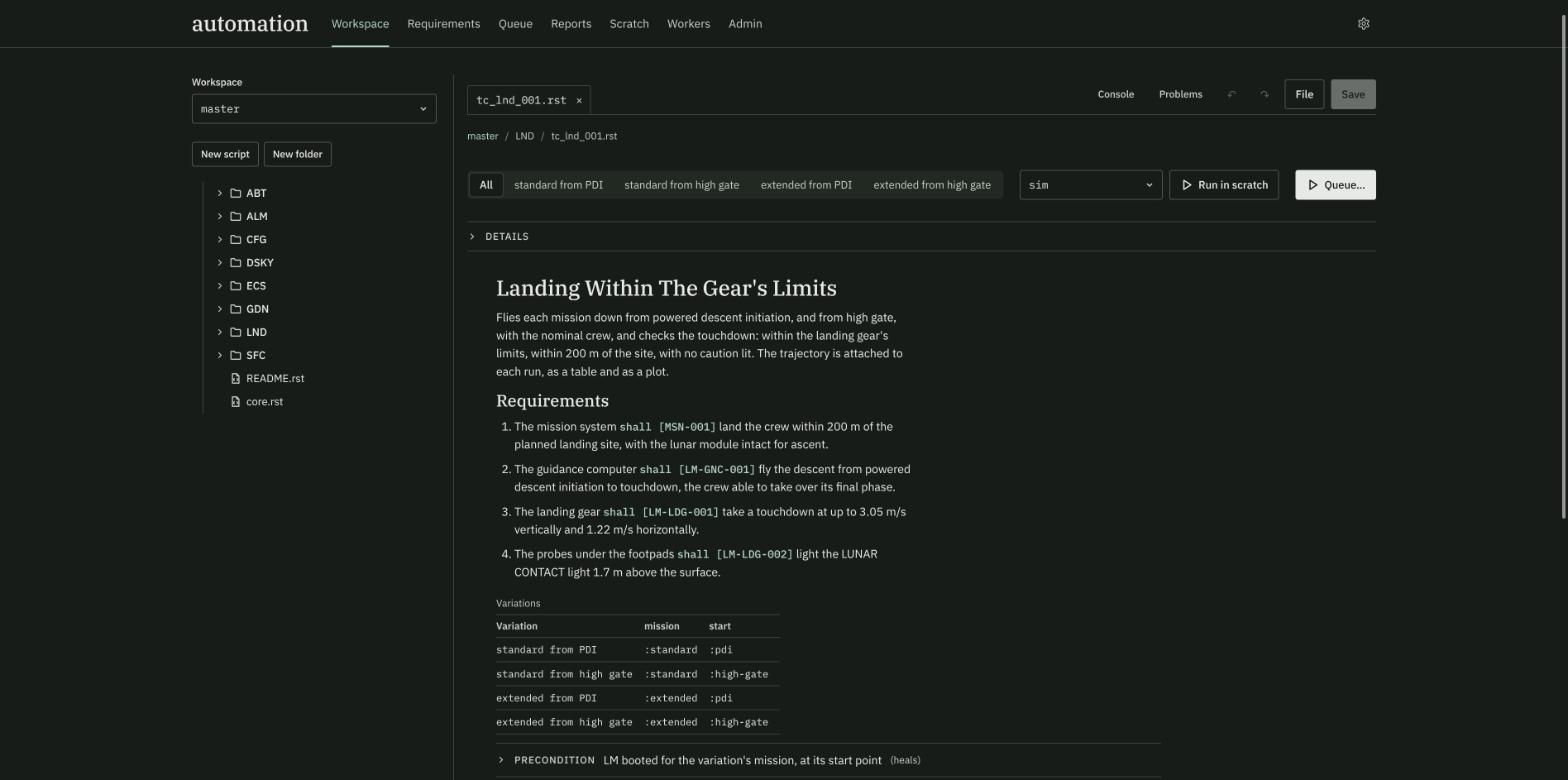 automation Workspace Requirements Queue Reports Scratch Workers Admin
Workspace
master
New script New folder
ABT
ALM
CFG
DSKY
ECS
GDN
LND
SFC
README.rst
core.rst
tc_lnd_001.rst × Console Problems File Save
master / LND / tc_lnd_001.rst
All standard from PDI standard from high gate extended from PDI extended from high gate sim Run in scratch Queue...
DETAILS
Landing Within The Gear's Limits
Flies each mission down from powered descent initiation, and from high gate,
with the nominal crew, and checks the touchdown: within the landing gear's
limits, within 200 m of the site, with no caution lit. The trajectory is attached to
each run, as a table and as a plot.
Requirements
1. The mission system shall [MSN-001] land the crew within 200 m of the
planned landing site, with the lunar module intact for ascent.
2. The guidance computer shall [LM-GNC-001] fly the descent from powered
descent initiation to touchdown, the crew able to take over its final phase.
3. The landing gear shall [LM-LDG-001] take a touchdown at up to 3.05 m/s
vertically and 1.22 m/s horizontally.
4. The probes under the footpads shall [LM-LDG-002] light the LUNAR
CONTACT light 1.7 m above the surface.
Variations
Variation mission start
standard from PDI :standard :pdi
standard from high gate :standard :high-gate
extended from PDI :extended :pdi
extended from high gate :extended :high-gate
PRECONDITION LM booted for the variation's mission, at its start point (heals)